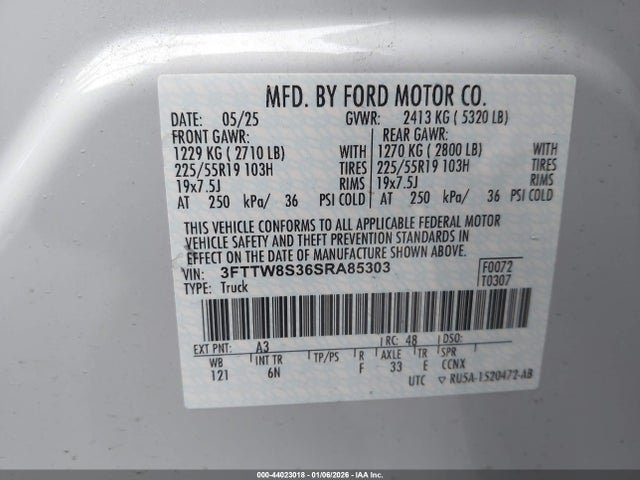 MFD. BY FORD MOTOR CO.
DATE: 05/25 GVWR: 2413 KG ( 5320 LB)
FRONT GAWR: REAR GAWR:
1229 KG ( 2710 LB) WITH 1270 KG ( 2800 LB) WITH
225/55R19 103H TIRES 225/55R19 103H TIRES
19x7.5J RIMS 19x7.5J RIMS
AT 250 kPa/ 36 PSI COLD AT 250 kPa/ 36 PSI COLD
THIS VEHICLE CONFORMS TO ALL APPLICABLE FEDERAL MOTOR
VEHICLE SAFETY AND THEFT PREVENTION STANDARDS IN
EFFECT ON THE DATE OF MANUFACTURE SHOWN ABOVE.
VIN: 3FTTW8S36SRA85303 F0072
TYPE: Truck T0307
EXT PNT: A3 RC: 48 DSO:
WB INT TR TP/PS R AXLE TR SPR
121 6N F 33 E CCNX
UTC ▽ RU5A-1520472-AB
000-44023018 - 01/06/2026 - IAA Inc.